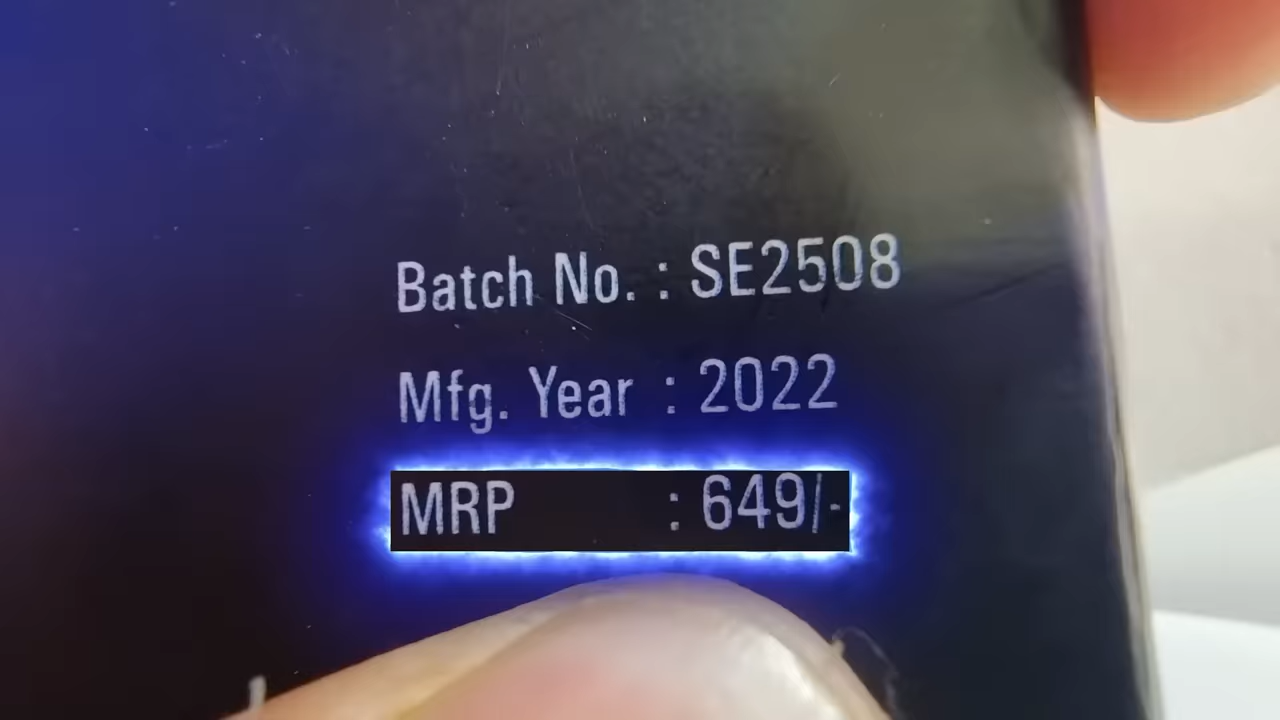 Batch No. : SE2508
Mfg. Year : 2022
MRP : 649/-